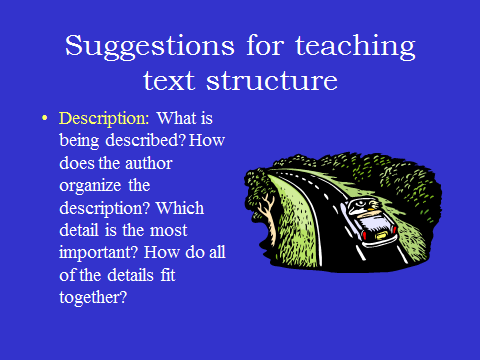 Suggestions for teaching
text structure
• Description: What is
being described? How
does the author
organize the
description? Which
detail is the most
important? How do all
of the details fit
together?